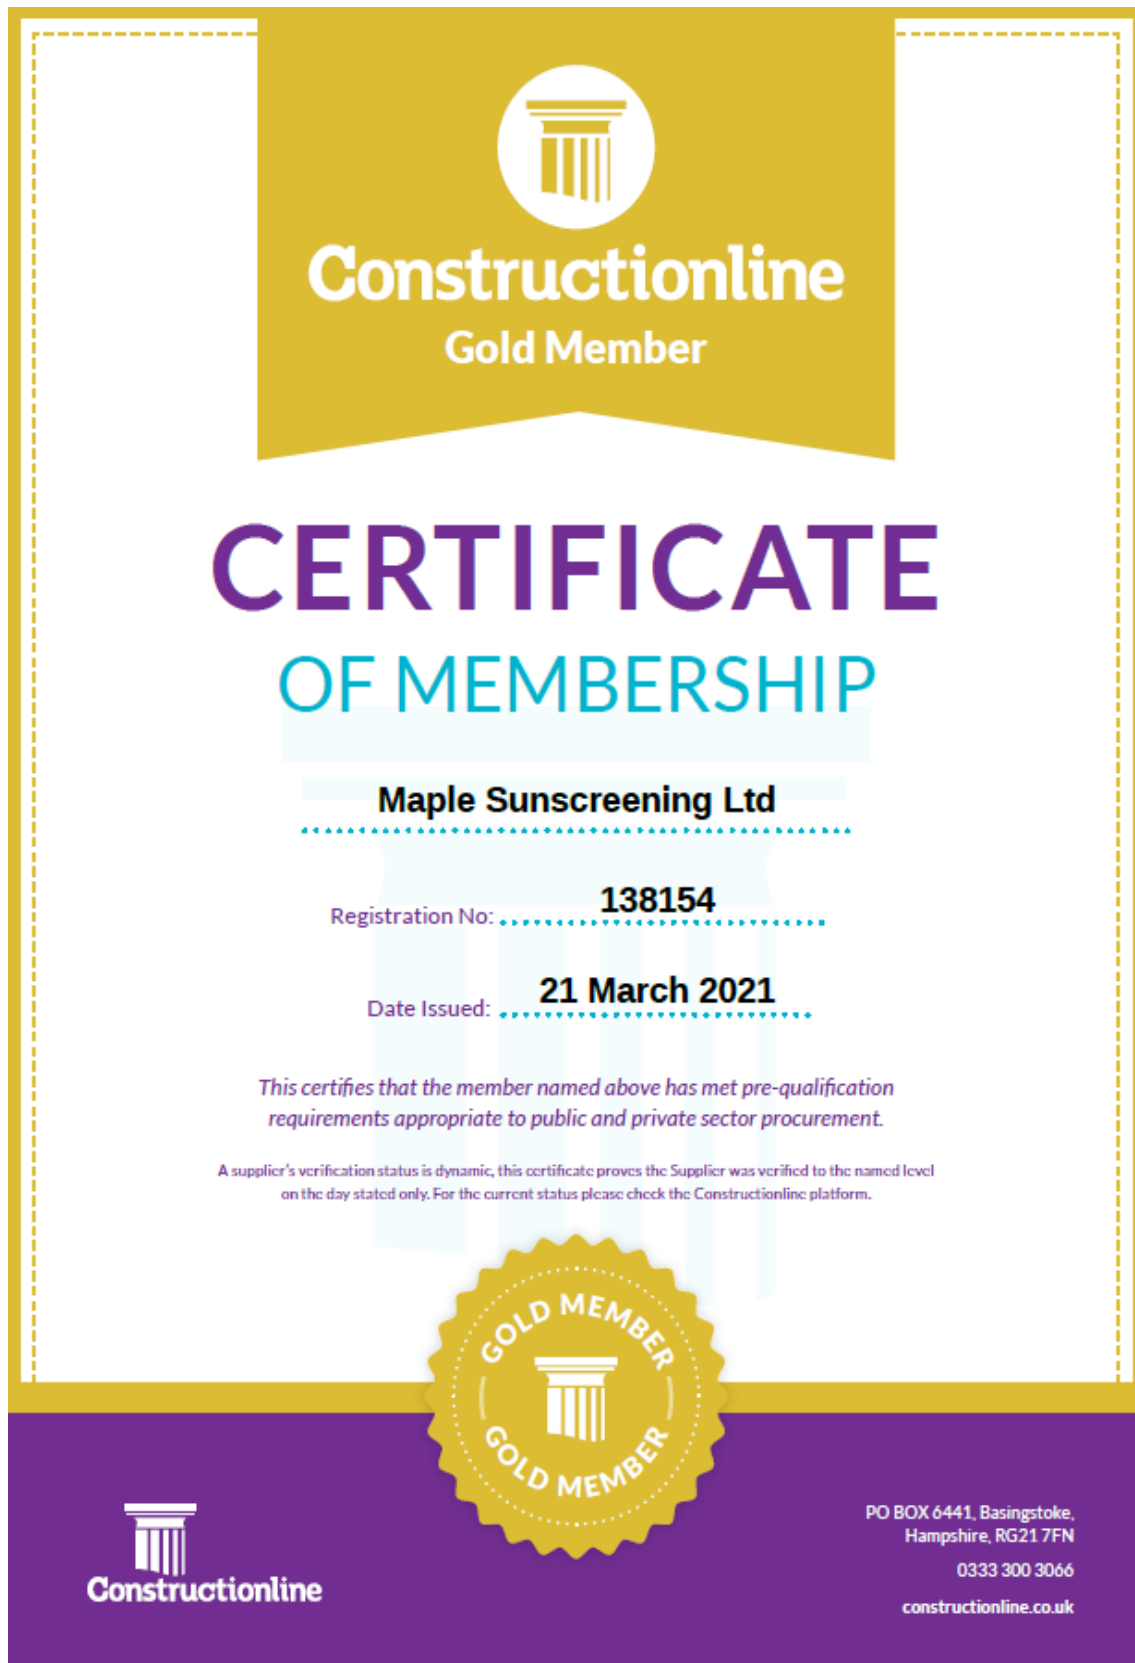 Constructionline
Gold Member
CERTIFICATE
OF MEMBERSHIP
Maple Sunscreening Ltd
Registration No: 138154
Date Issued: 21 March 2021
This certifies that the member named above has met pre-qualification
requirements appropriate to public and private sector procurement.
A supplier's verification status is dynamic, this certificate proves the Supplier was verified to the named level
on the day stated only. For the current status please check the Constructionline platform.
GOLD MEMBER
GOLD MEMBER
Constructionline
PO BOX 6441, Basingstoke,
Hampshire, RG21 7FN
0333 300 3066
constructionline.co.uk